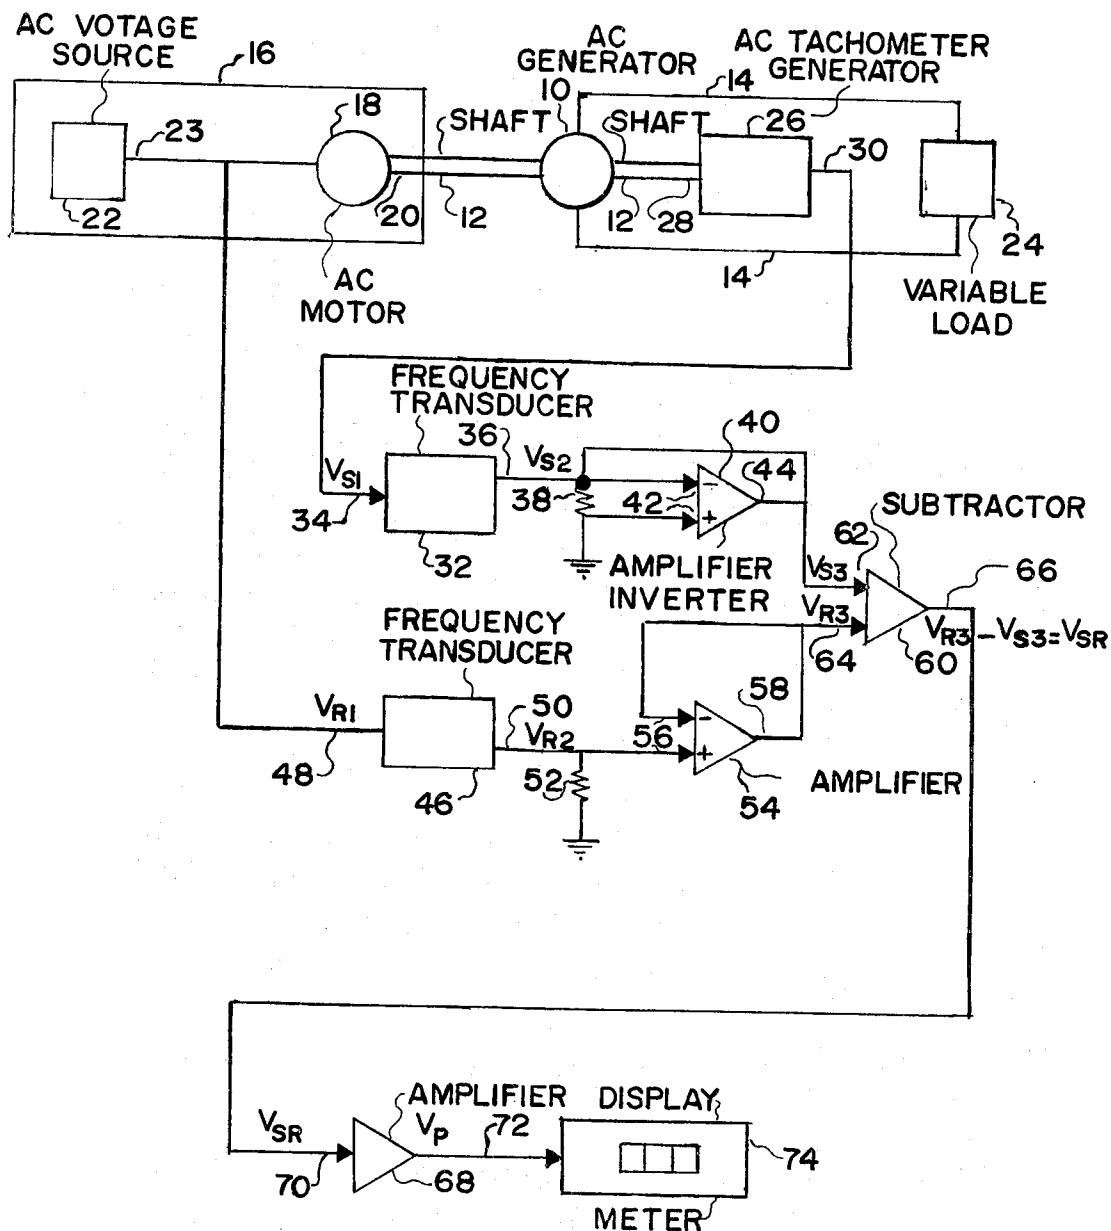 AC VOTAGE
SOURCE
16
AC
GENERATOR
10
AC TACHOMETER
GENERATOR
14
18
SHAFT
SHAFT
26
23
30
22
20
12
12
28
24
14
AC
MOTOR
VARIABLE
LOAD
FREQUENCY
TRANSDUCER
36
VS2
40
44
VS1
38
42
-
+
34
32
SUBTRACTOR
62
AMPLIFIER
INVERTER
VS3
66
VR3
FREQUENCY
TRANSDUCER
64
60
VR3 - VS3 = VSR
VR1
50
VR2
56
-
+
58
48
46
52
54
AMPLIFIER
AMPLIFIER
DISPLAY
VSR
VP
72
70
68
74
METER